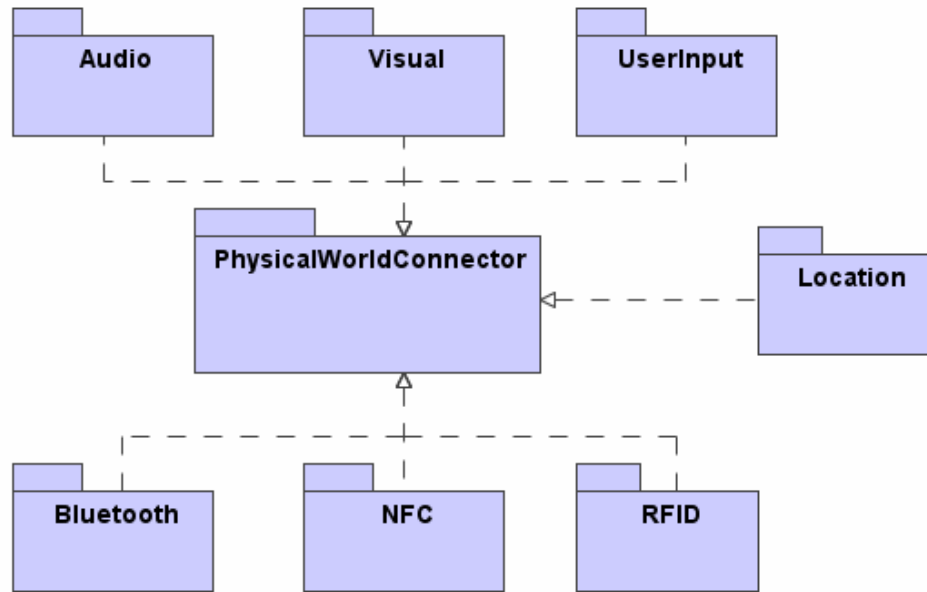 Audio
Visual
UserInput
PhysicalWorldConnector
Location
Bluetooth
NFC
RFID